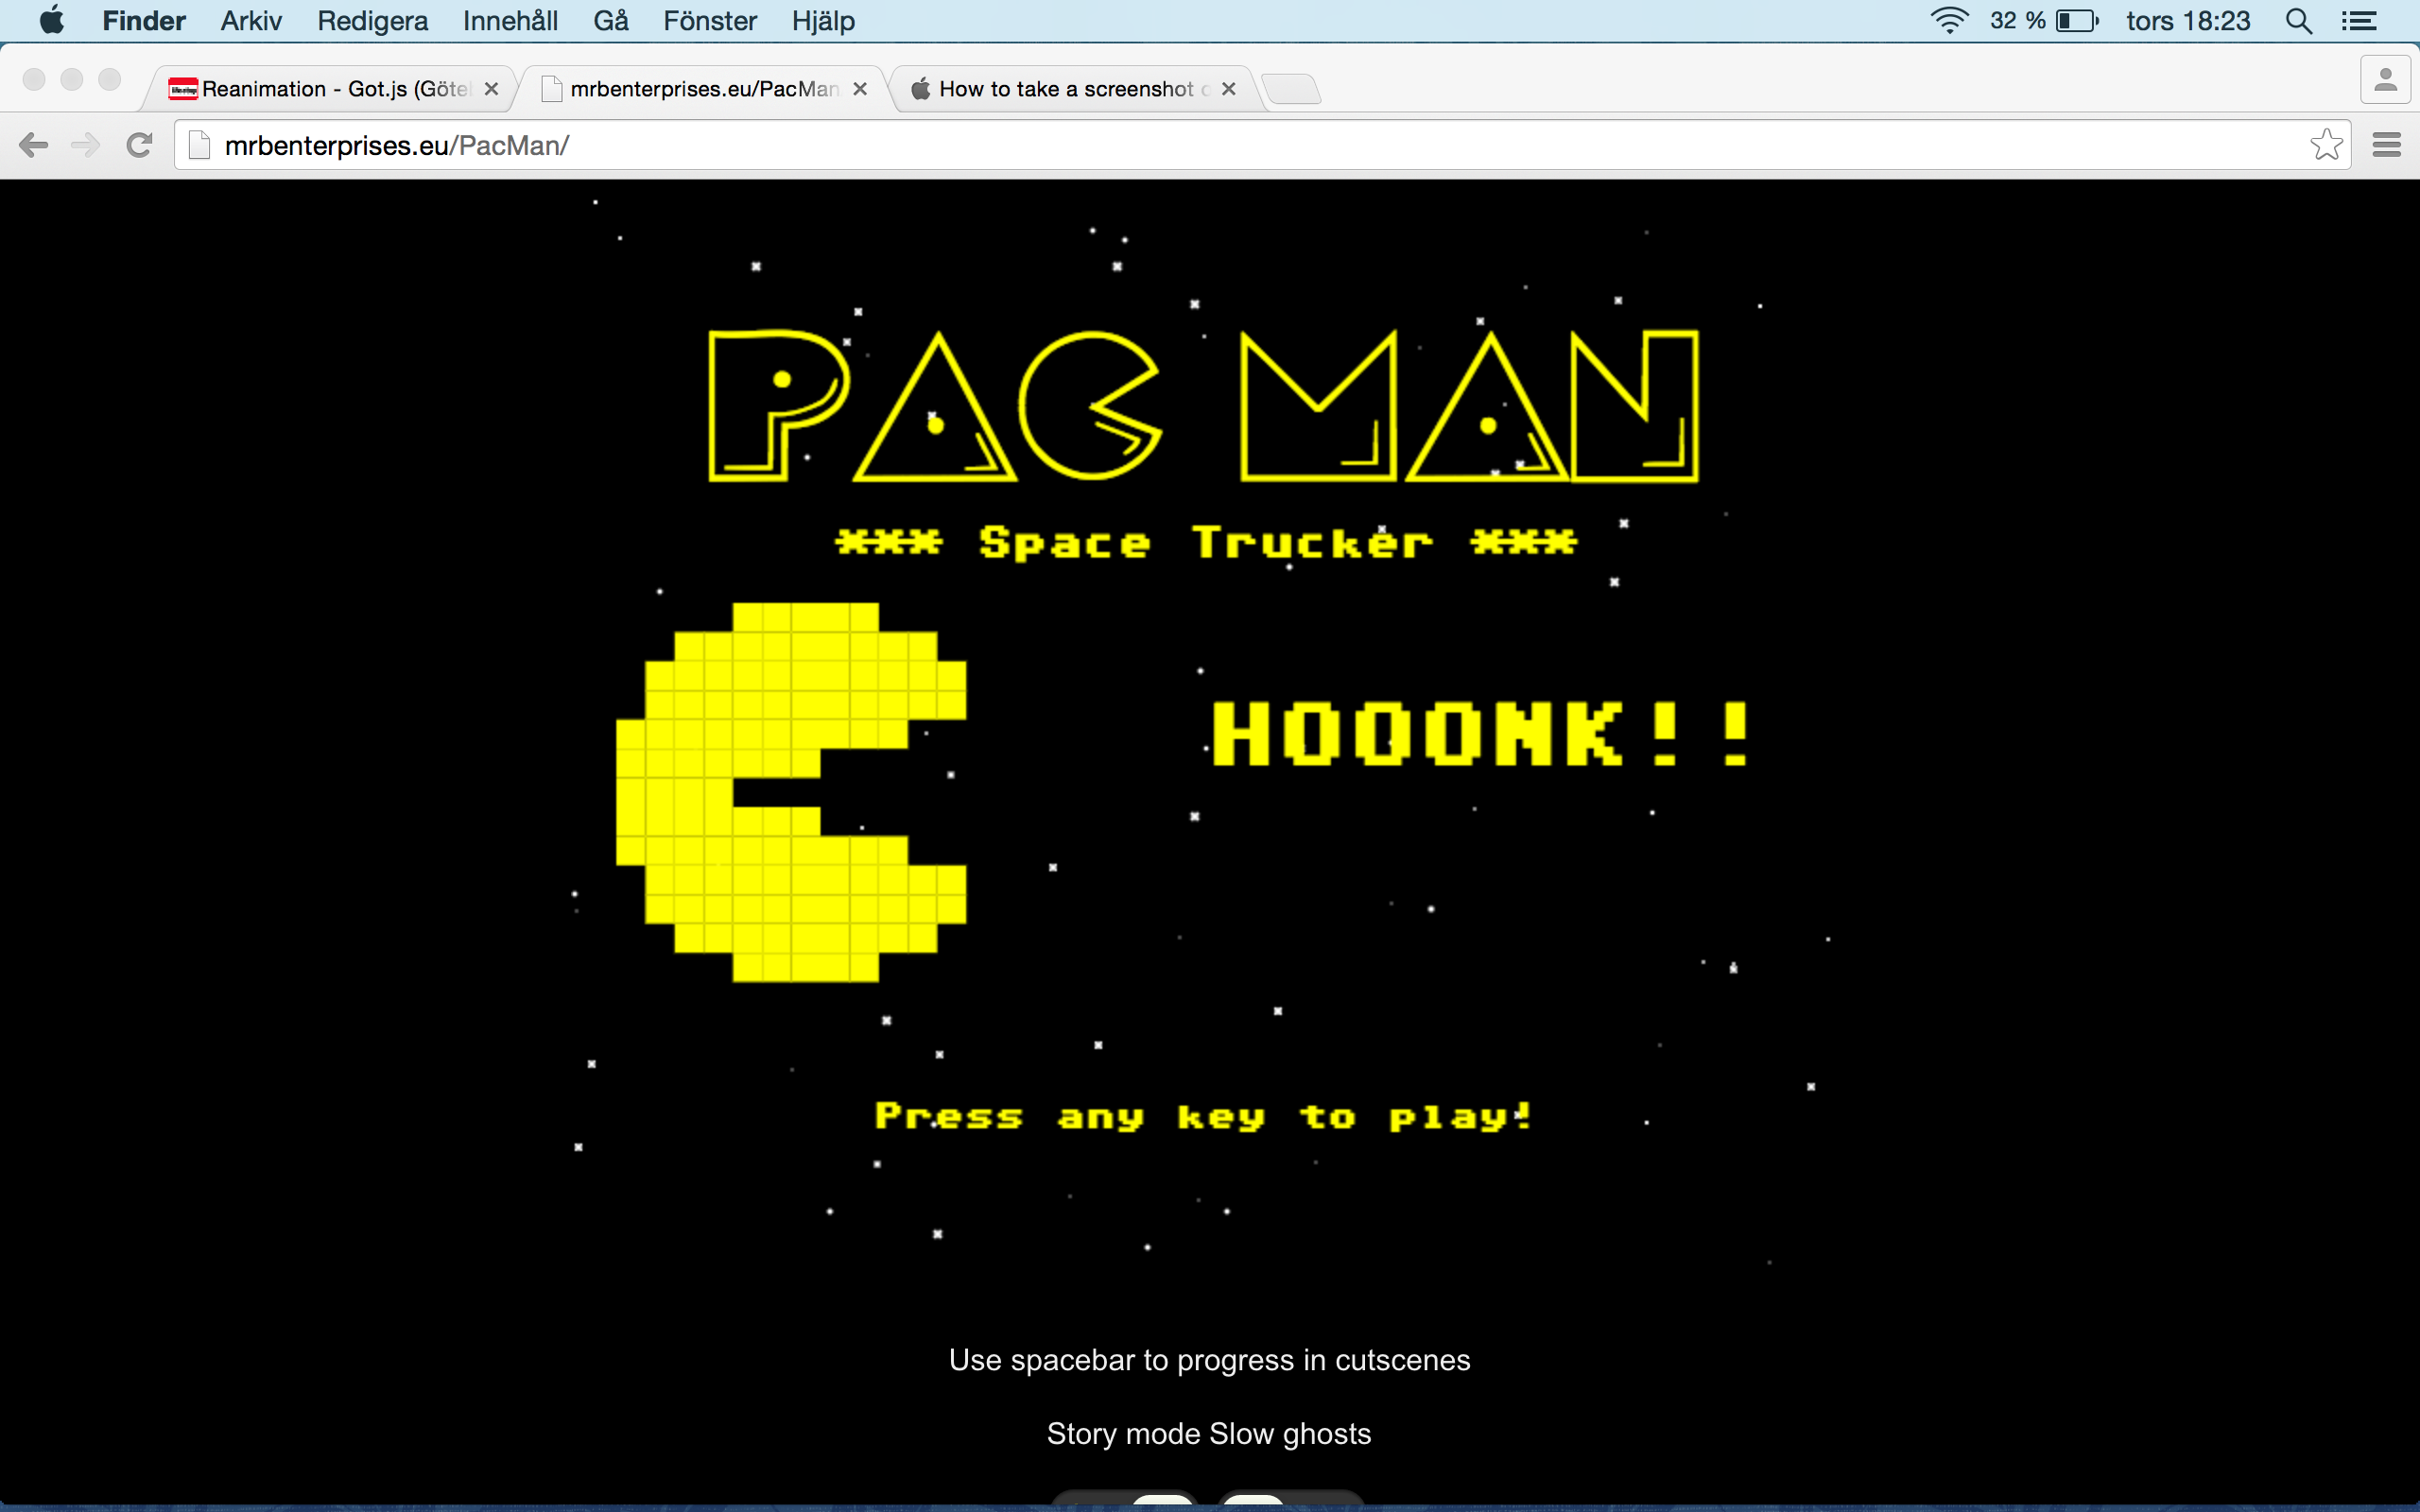 Finder Arkiv Redigera Innehåll Gå Fönster Hjälp 32 % tors 18:23
Reanimation - Got.js (Göte mrbenterprises.eu/PacMan How to take a screenshot
mrbenterprises.eu/PacMan/
PAC MAN
*** Space Trucker ***
HOOONK!!
Press any key to play!
Use spacebar to progress in cutscenes
Story mode Slow ghosts